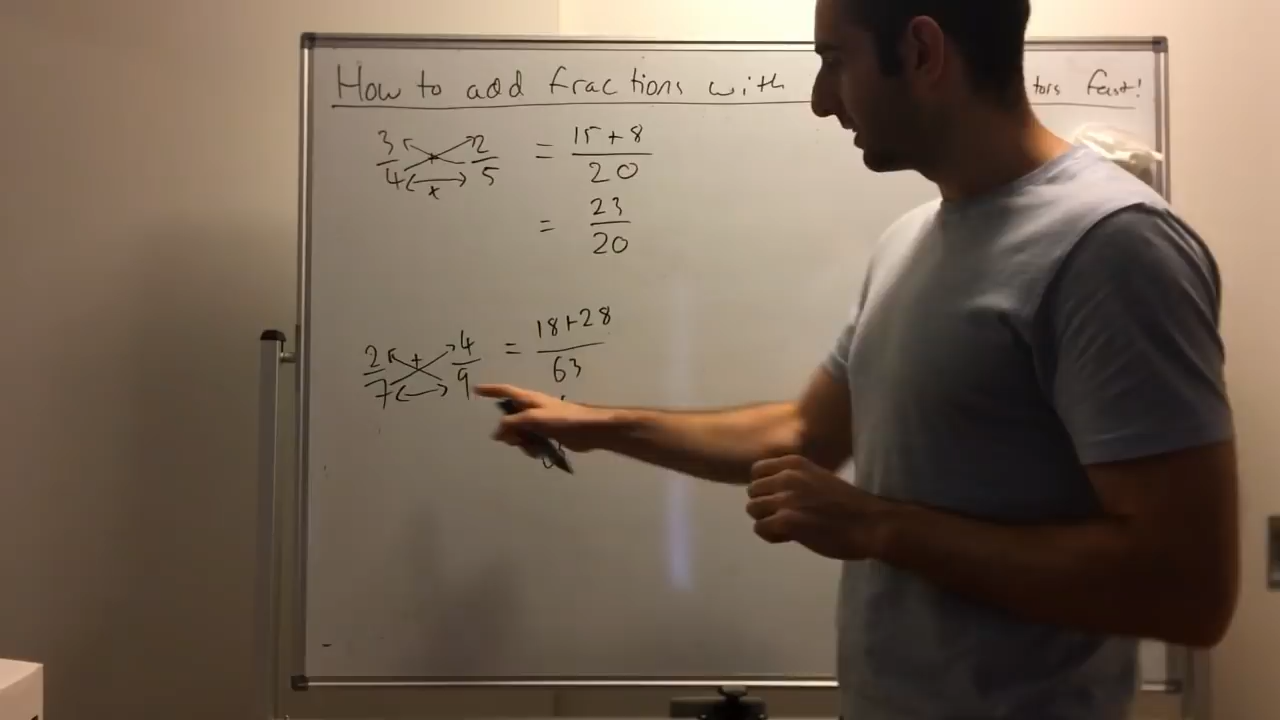 How to add fractions with tors fast!
3/4 + 2/5 = 15+8/20
×
= 23/20
2/7 + 4/9 = 18+28/63